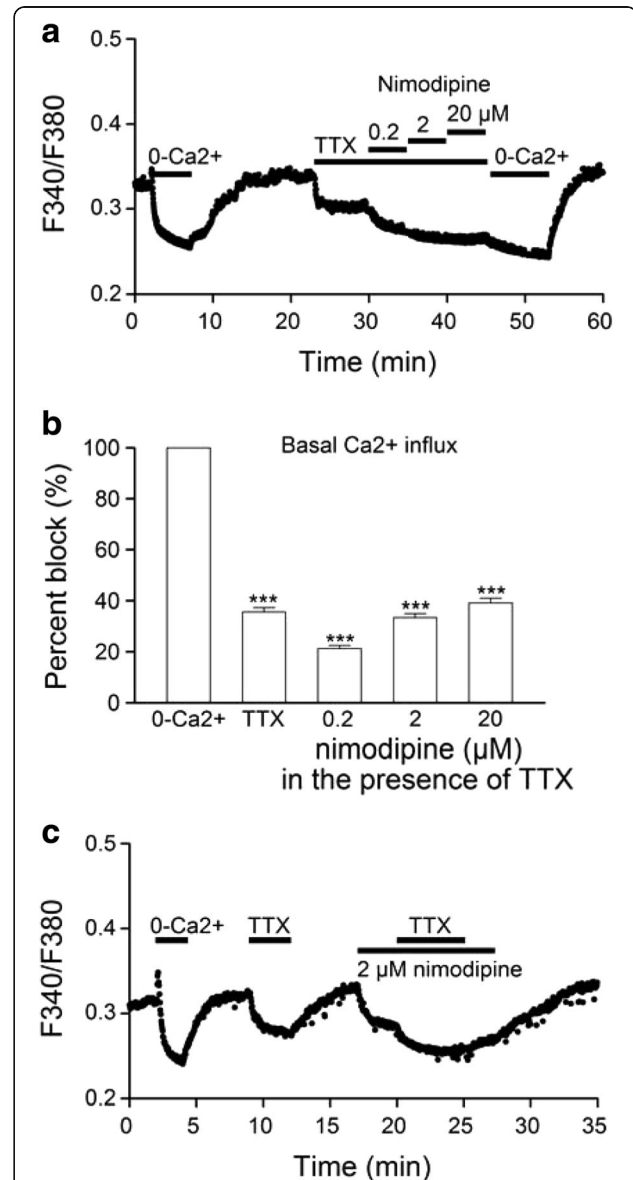 a
0.5
0.4
0.3
0.2
F340/F380
Nimodipine
20 µM
2
0.2
TTX
0-Ca2+
0-Ca2+
0
10
20
30
40
50
60
Time (min)
b
Basal Ca2+ influx
100
80
60
40
20
0
Percent block (%)
***
***
***
***
0-Ca2+
TTX
0.2
2
20
nimodipine (µM)
in the presence of TTX
c
0.5
0.4
0.3
0.2
F340/F380
0-Ca2+
TTX
TTX
2 µM nimodipine
0
5
10
15
20
25
30
35
Time (min)